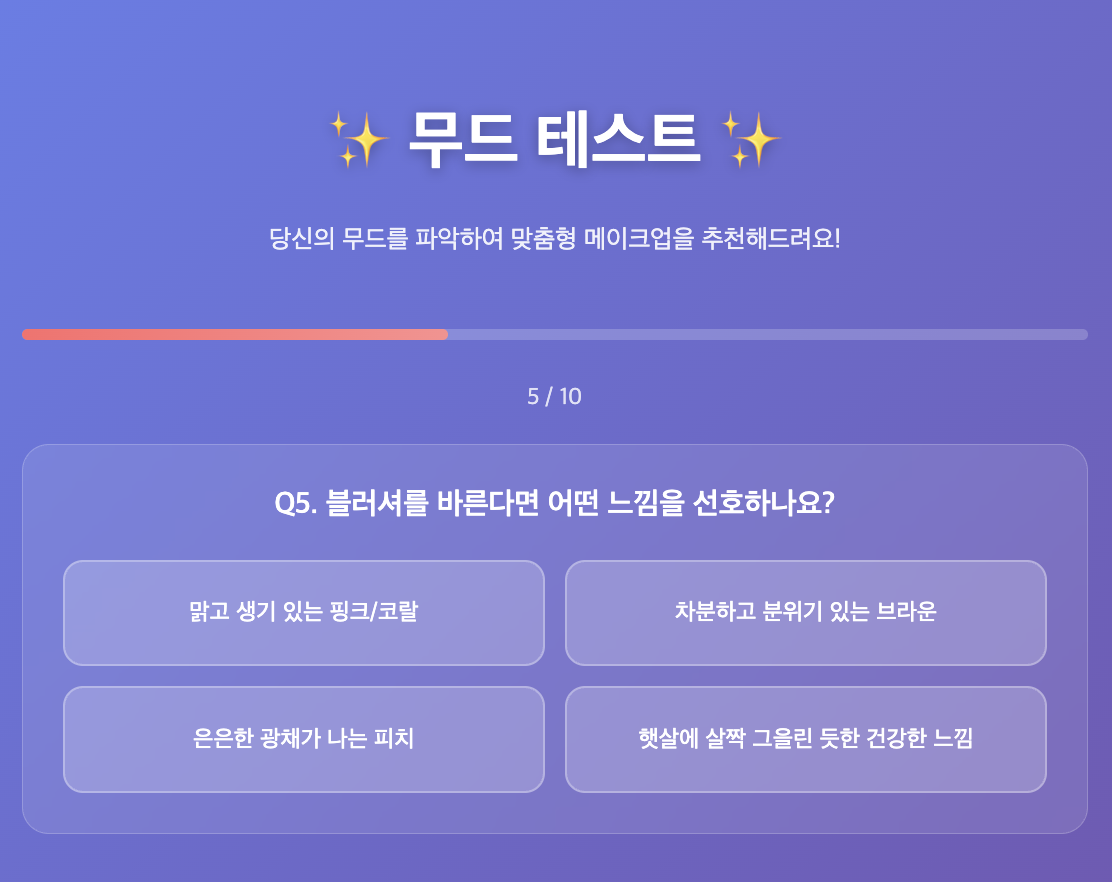 ✨ 무드 테스트 ✨
당신의 무드를 파악하여 맞춤형 메이크업을 추천해드려요!
5 / 10
Q5. 블러셔를 바른다면 어떤 느낌을 선호하나요?
맑고 생기 있는 핑크/코랄
차분하고 분위기 있는 브라운
은은한 광채가 나는 피치
햇살에 살짝 그을린 듯한 건강한 느낌